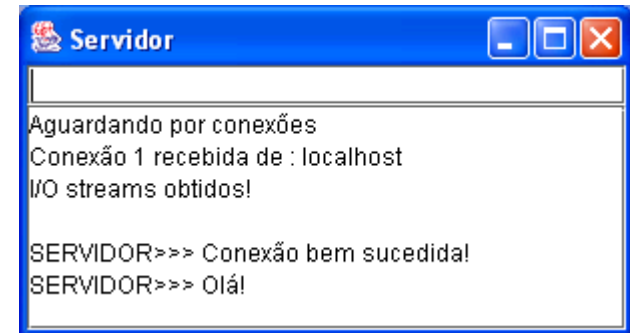 Servidor
Aguardando por conexões
Conexão 1 recebida de : localhost
I/O streams obtidos!
SERVIDOR>>> Conexão bem sucedida!
SERVIDOR>>> Olá!